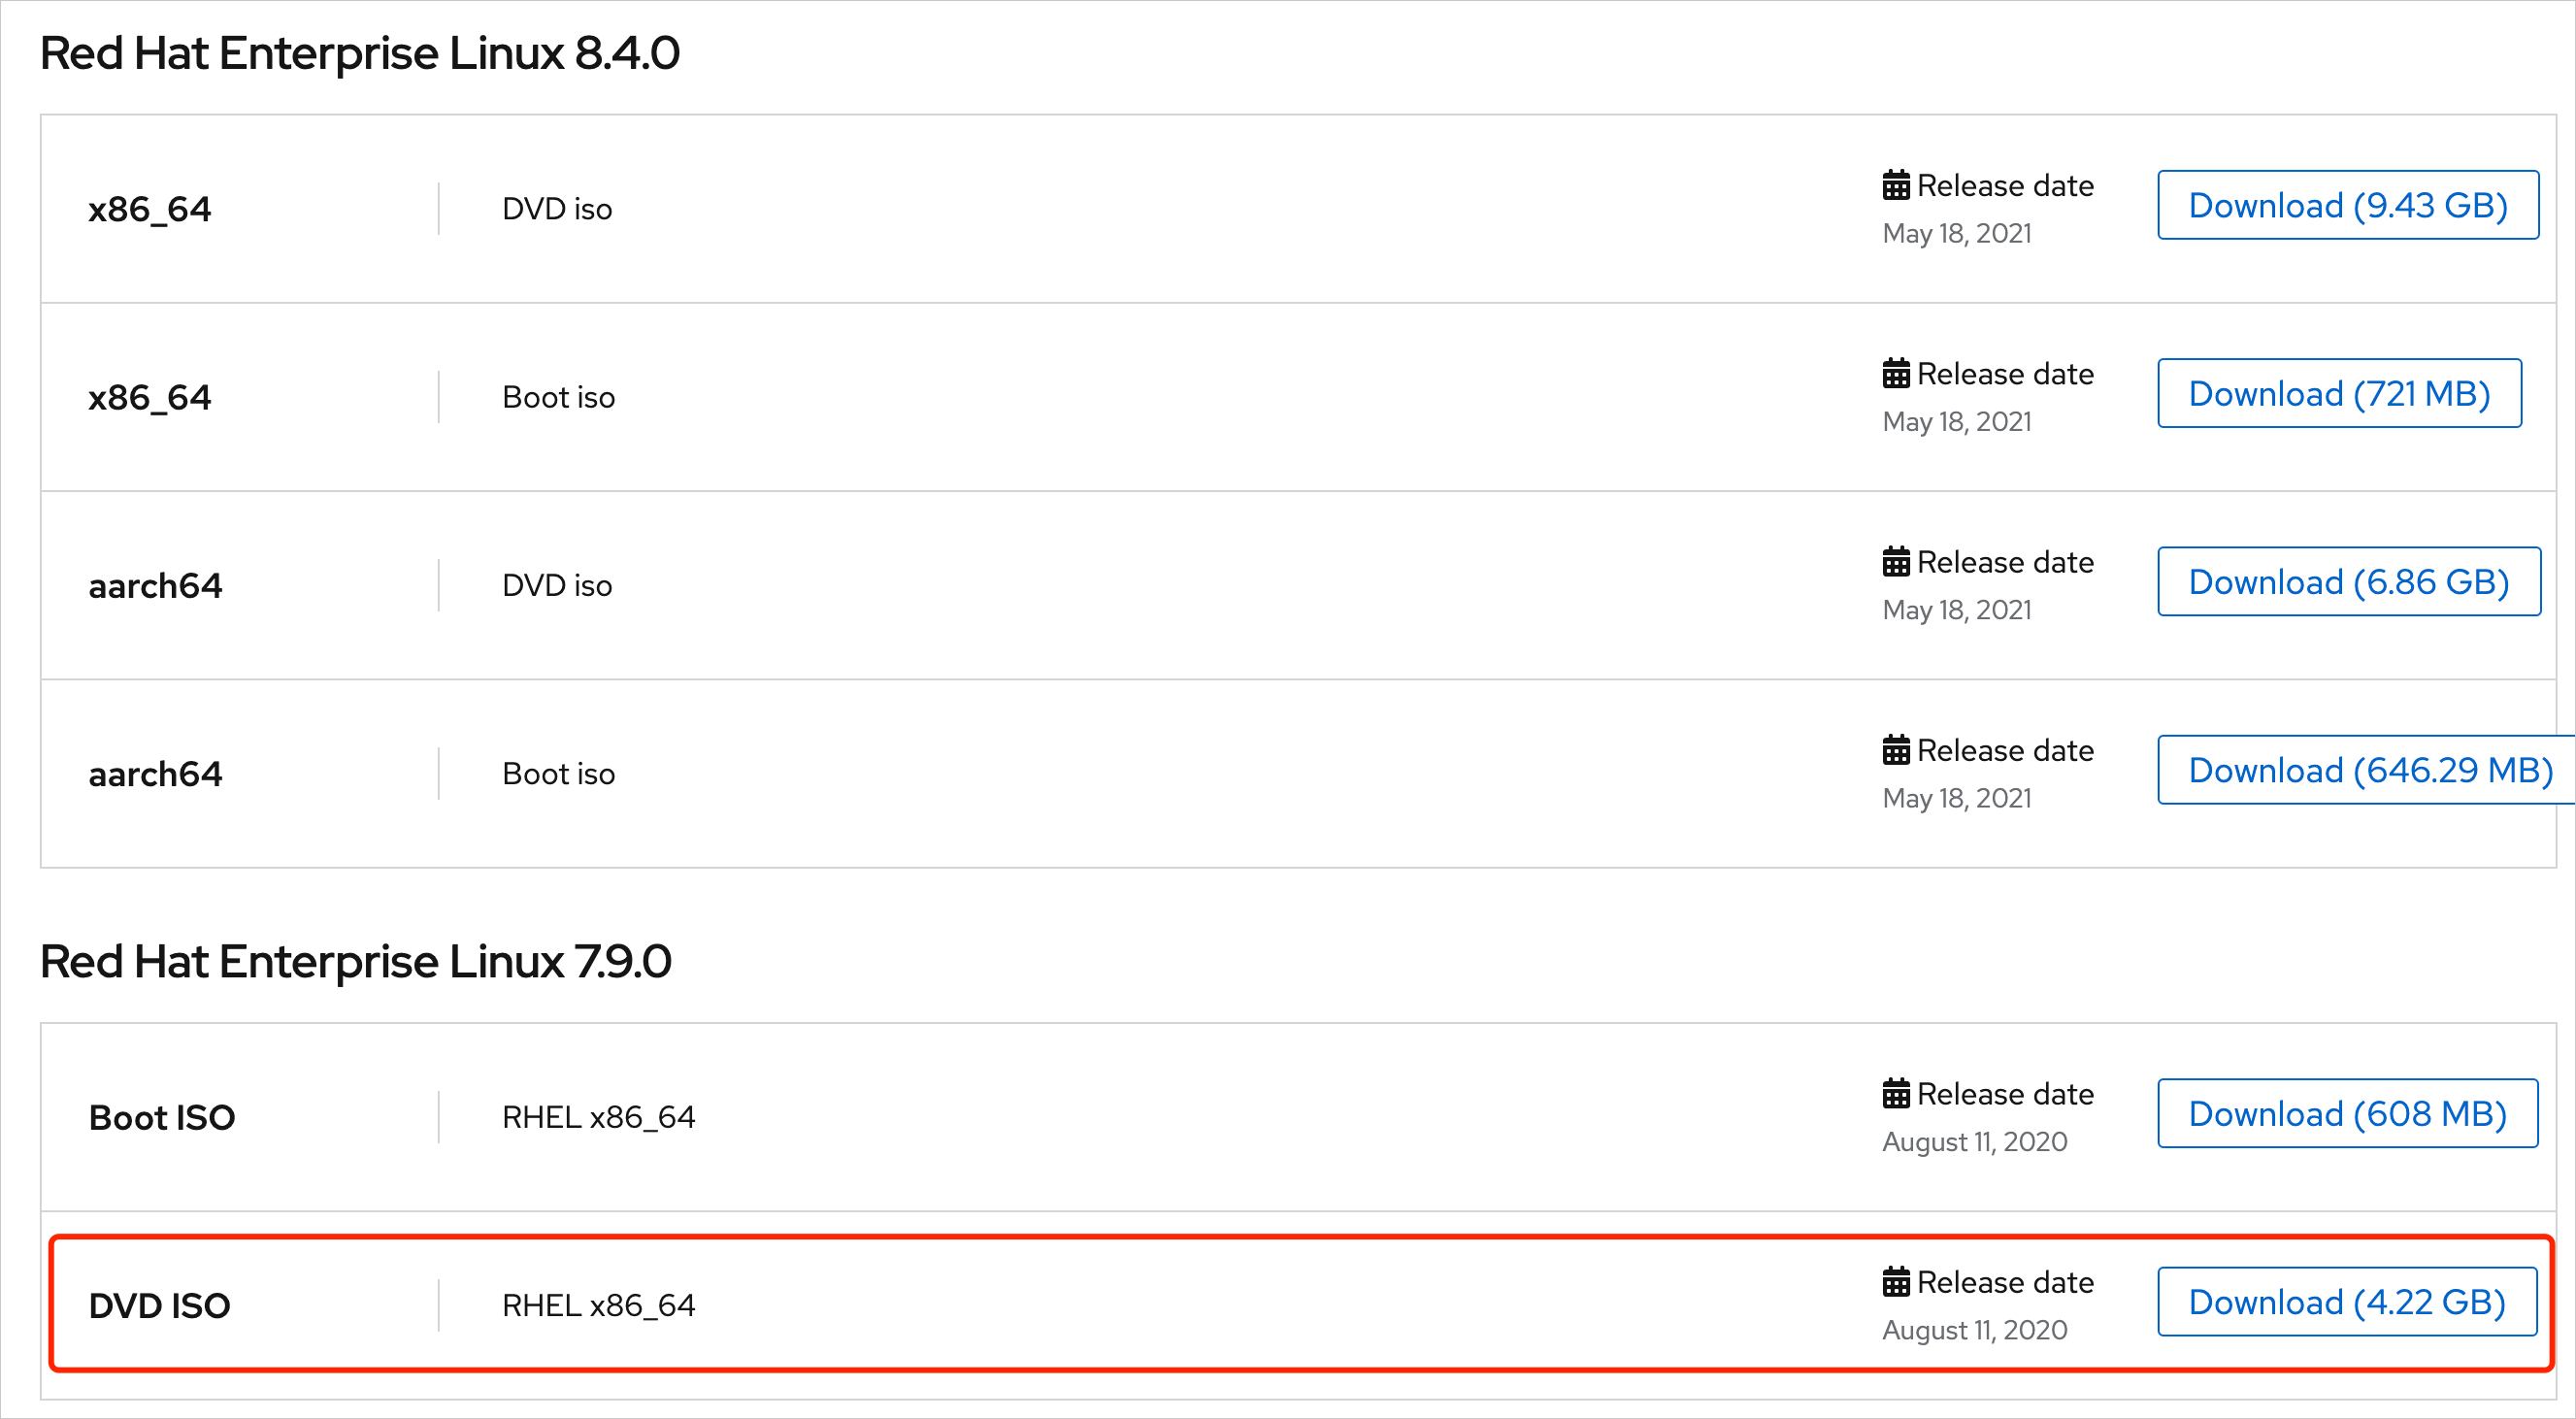 Red Hat Enterprise Linux 8.4.0
x86_64
DVD iso
Release date
May 18, 2021
Download (9.43 GB)
x86_64
Boot iso
Release date
May 18, 2021
Download (721 MB)
aarch64
DVD iso
Release date
May 18, 2021
Download (6.86 GB)
aarch64
Boot iso
Release date
May 18, 2021
Download (646.29 MB)
Red Hat Enterprise Linux 7.9.0
Boot ISO
RHEL x86_64
Release date
August 11, 2020
Download (608 MB)
DVD ISO
RHEL x86_64
Release date
August 11, 2020
Download (4.22 GB)